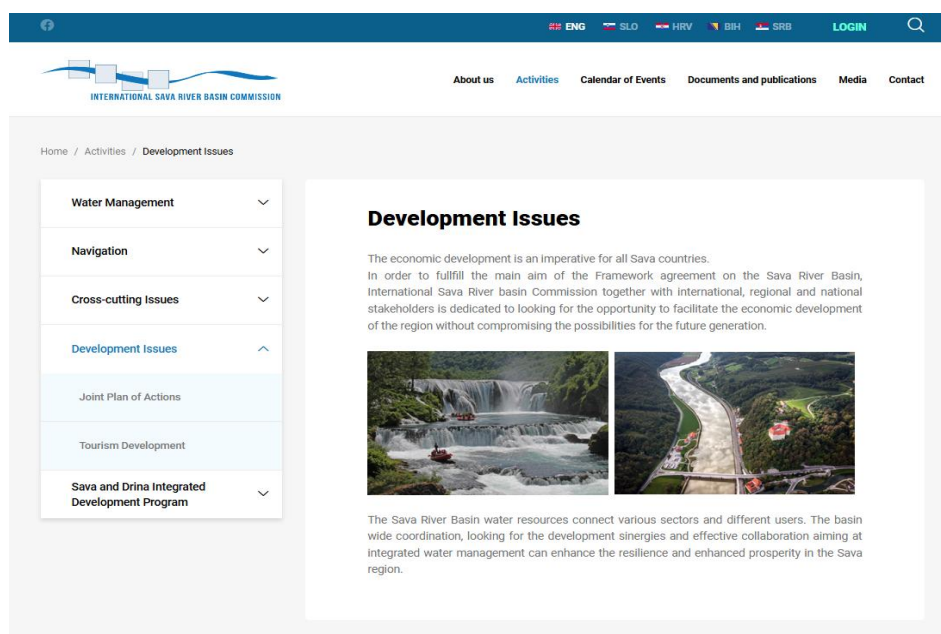 ENG SLO HRV BIH SRB LOGIN
INTERNATIONAL SAVA RIVER BASIN COMMISSION
About us Activities Calendar of Events Documents and publications Media Contact
Home / Activities / Development Issues
Water Management
Navigation
Cross-cutting Issues
Development Issues
Joint Plan of Actions
Tourism Development
Sava and Drina Integrated
Development Program
Development Issues
The economic development is an imperative for all Sava countries.
In order to fullfill the main aim of the Framework agreement on the Sava River Basin,
International Sava River basin Commission together with international, regional and national
stakeholders is dedicated to looking for the opportunity to facilitate the economic development
of the region without compromising the possibilities for the future generation.
The Sava River Basin water resources connect various sectors and different users. The basin
wide coordination, looking for the development sinergies and effective collaboration aiming at
integrated water management can enhance the resilience and enhanced prosperity in the Sava
region.